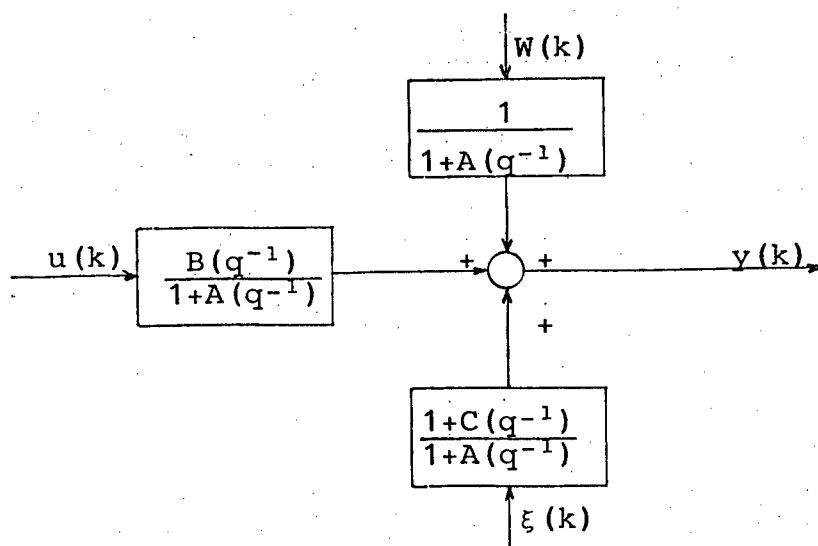 W(k)
1
1+A(q⁻¹)
u(k)
B(q⁻¹)
1+A(q⁻¹)
+
+
y(k)
+
1+C(q⁻¹)
1+A(q⁻¹)
ξ(k)